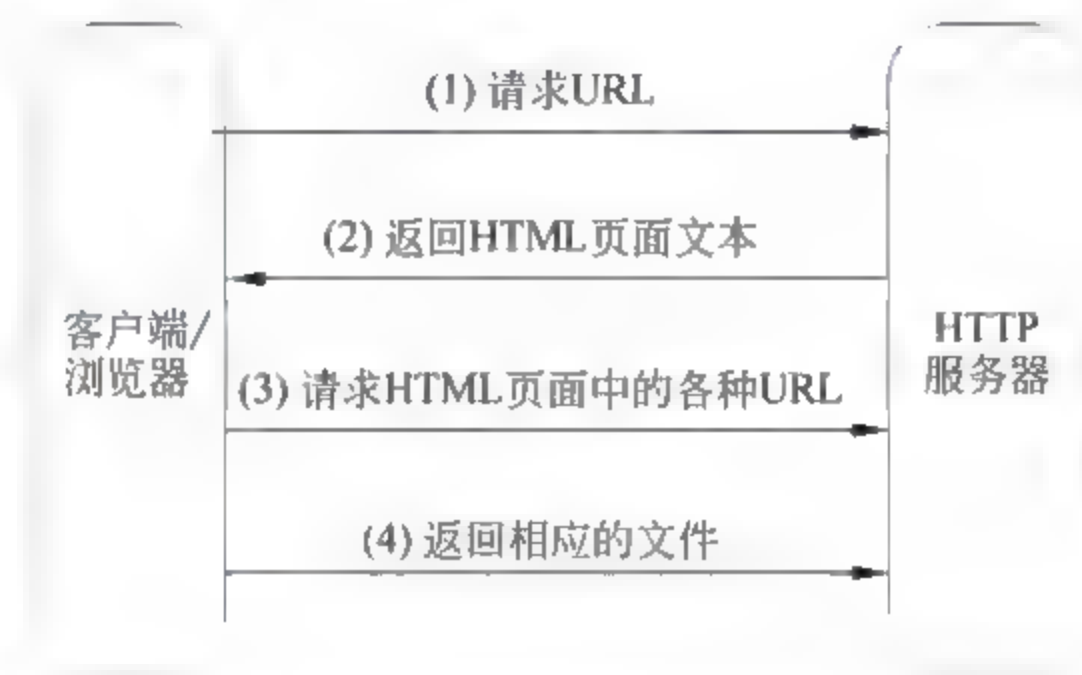 (1) 请求URL
(2) 返回HTML页面文本
客户端/
浏览器
HTTP
服务器
(3) 请求HTML页面中的各种URL
(4) 返回相应的文件